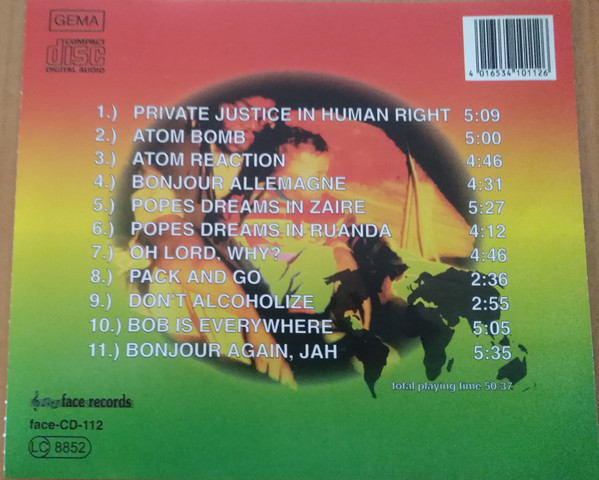 GEMA
COMPACT
disc
DIGITAL AUDIO
4 016534 101126
1.) PRIVATE JUSTICE IN HUMAN RIGHT 5:09
2.) ATOM BOMB 5:00
3.) ATOM REACTION 4:46
4.) BONJOUR ALLEMAGNE 4:31
5.) POPES DREAMS IN ZAIRE 5:27
6.) POPES DREAMS IN RUANDA 4:12
7.) OH LORD, WHY? 4:46
8.) PACK AND GO 2:36
9.) DON'T ALCOHOLIZE 2:55
10.) BOB IS EVERYWHERE 5:05
11.) BONJOUR AGAIN, JAH 5:35
total playing time 50:37
face records
face-CD-112
LC 8852